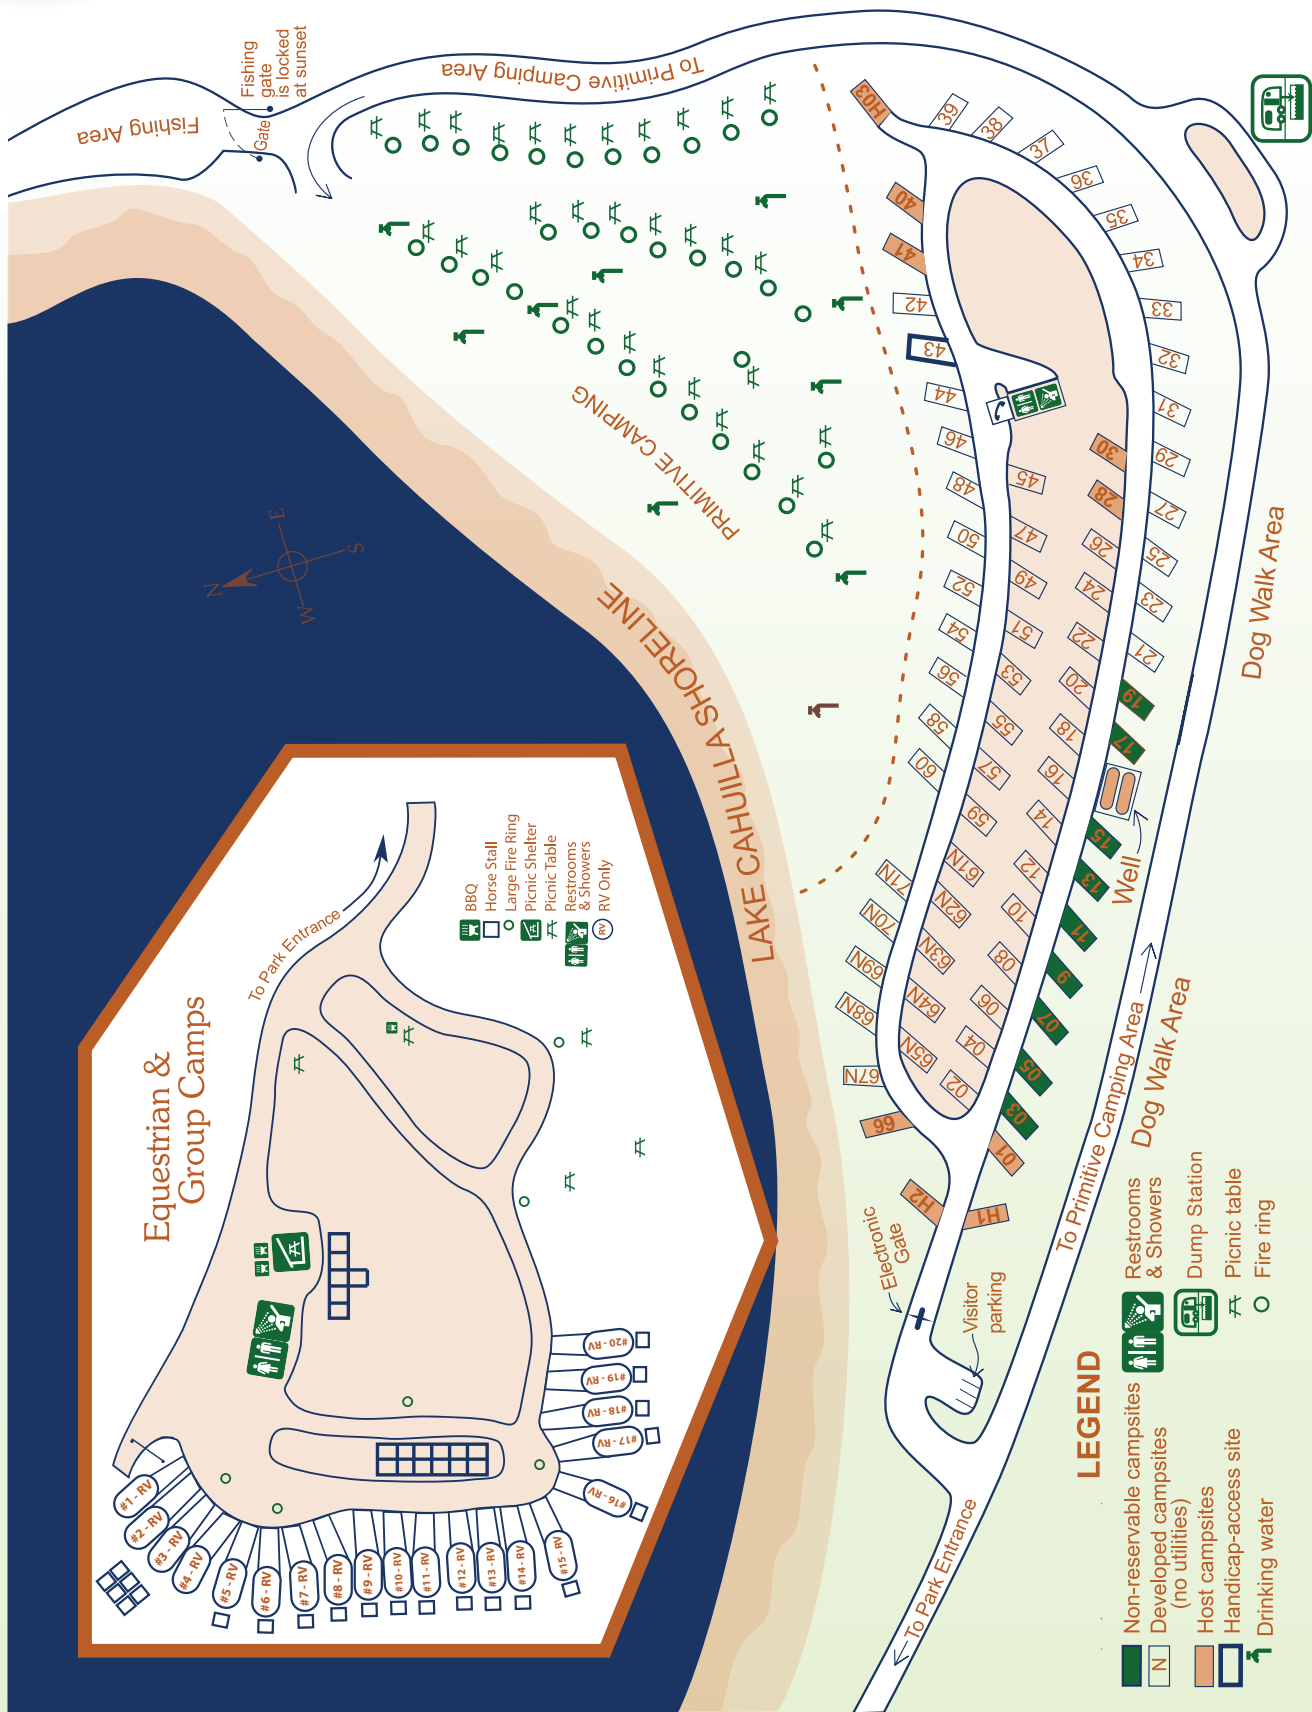 Fishing
gate
is locked
at sunset
Gate
Fishing Area
To Primitive Camping Area
H03
39
38
37
36
35
34
33
32
31
29
27
25
23
21
19
17
15
13
11
9
07
05
03
01
40
41
42
43
44
46
48
50
52
54
56
58
60
30
28
26
24
22
20
18
16
14
12
10
08
06
04
02
45
47
49
51
53
55
57
59
61N
62N
63N
64N
65N
71N
70N
69N
68N
67N
66
H2
H1
PRIMITIVE CAMPING
LAKE CAHUILLA SHORELINE
N
E
S
W
Dog Walk Area
Well
Dog Walk Area
To Primitive Camping Area
Electronic
Gate
Visitor
parking
To Park Entrance
Equestrian &
Group Camps
To Park Entrance
BBQ
Horse Stall
Large Fire Ring
Picnic Shelter
Picnic Table
Restrooms
& Showers
RV
RV Only
#1 - RV
#2 - RV
#3 - RV
#4 - RV
#5 - RV
#6 - RV
#7 - RV
#8 - RV
#9 - RV
#10 - RV
#11 - RV
#12 - RV
#13 - RV
#14 - RV
#15 - RV
#16 - RV
#17 - RV
#18 - RV
#19 - RV
#20 - RV
LEGEND
Non-reservable campsites
N
Developed campsites
(no utilities)
Host campsites
Handicap-access site
Drinking water
Restrooms
& Showers
Dump Station
Picnic table
Fire ring